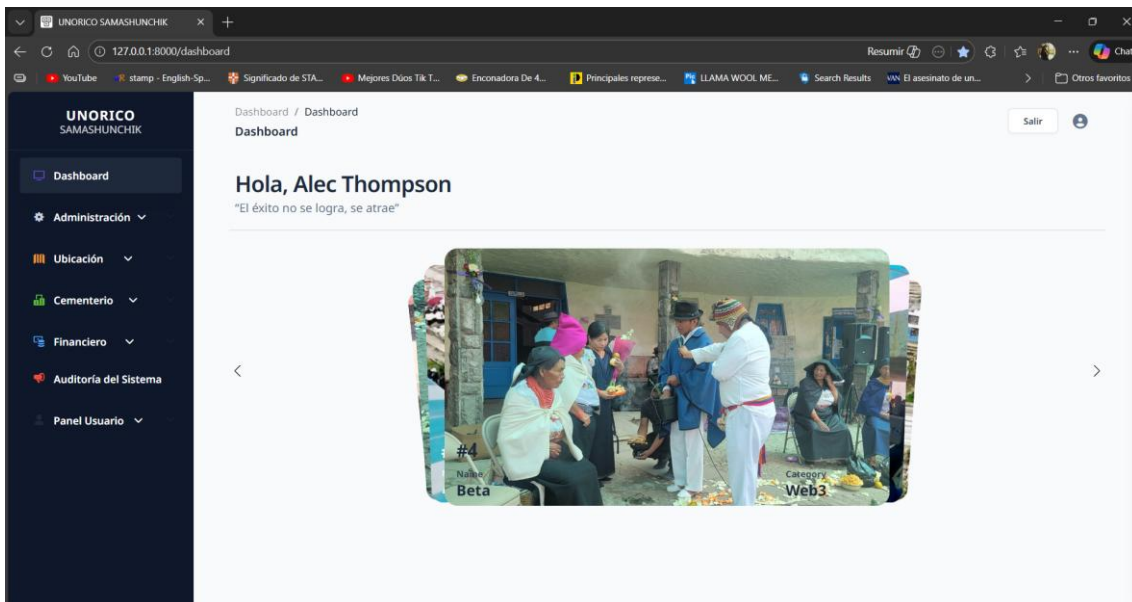 UNORICO SAMASHUNCHIK
127.0.0.1:8000/dashboard
Resumir
Chat
YouTube
stamp - English-Sp...
Significado de STA...
Mejores Dúos Tik T...
Enconadora De 4...
Principales represe...
LLAMA WOOL ME...
Search Results
El asesinato de un...
Otros favoritos
UNORICO
SAMASHUNCHIK
Dashboard / Dashboard
Dashboard
Salir
Dashboard
Administración
Ubicación
Cementerio
Financiero
Auditoría del Sistema
Panel Usuario
Hola, Alec Thompson
“El éxito no se logra, se atrae”
#4
Name
Beta
Category
Web3